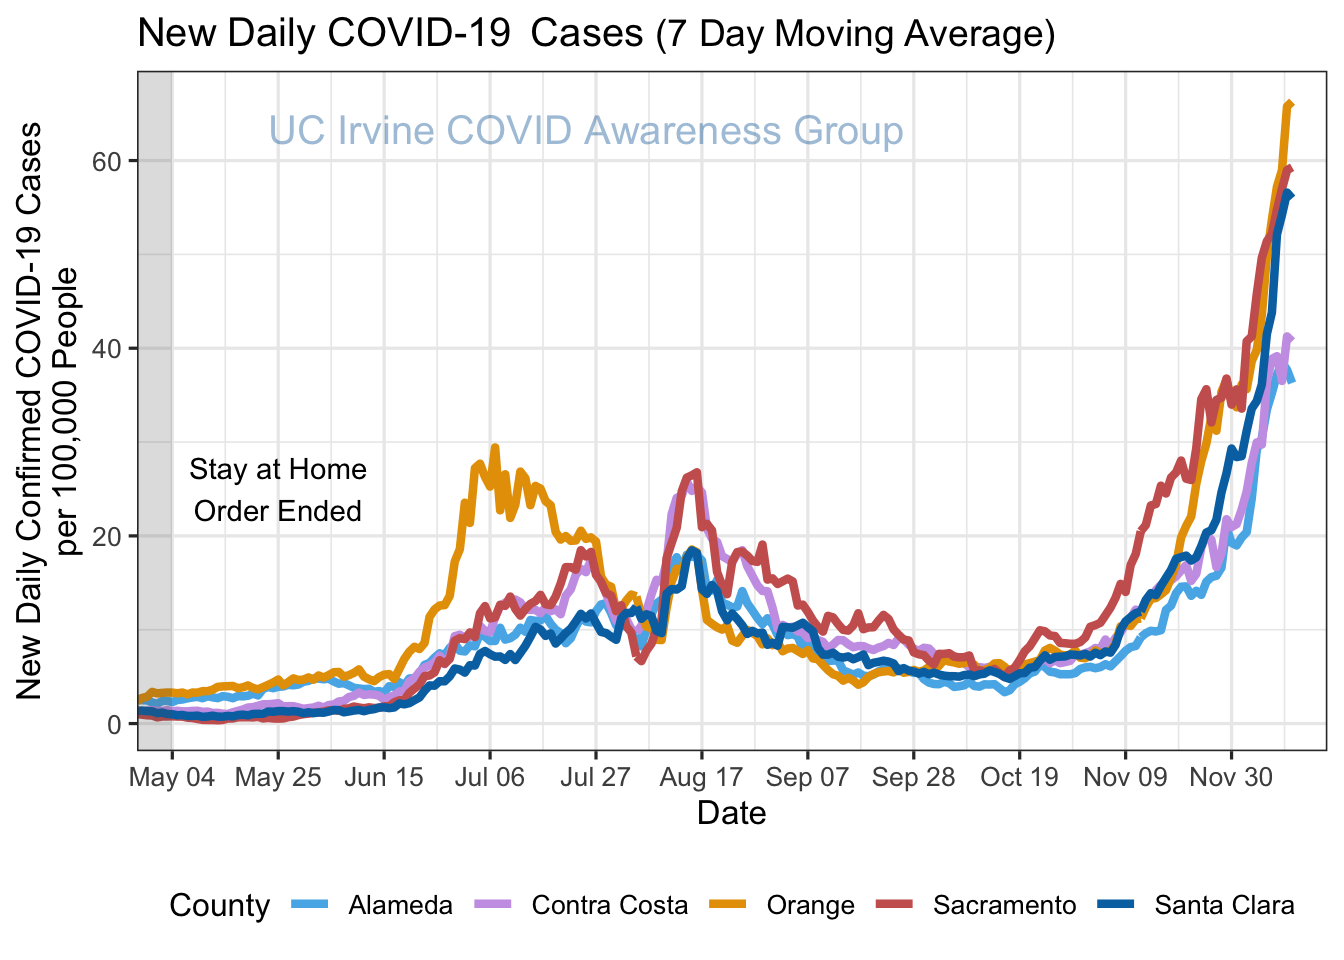 New Daily COVID-19 Cases (7 Day Moving Average)
UC Irvine COVID Awareness Group
New Daily Confirmed COVID-19 Cases
per 100,000 People
60
40
20
0
Stay at Home
Order Ended
May 04 May 25 Jun 15 Jul 06 Jul 27 Aug 17 Sep 07 Sep 28 Oct 19 Nov 09 Nov 30
Date
County Alameda Contra Costa Orange Sacramento Santa Clara